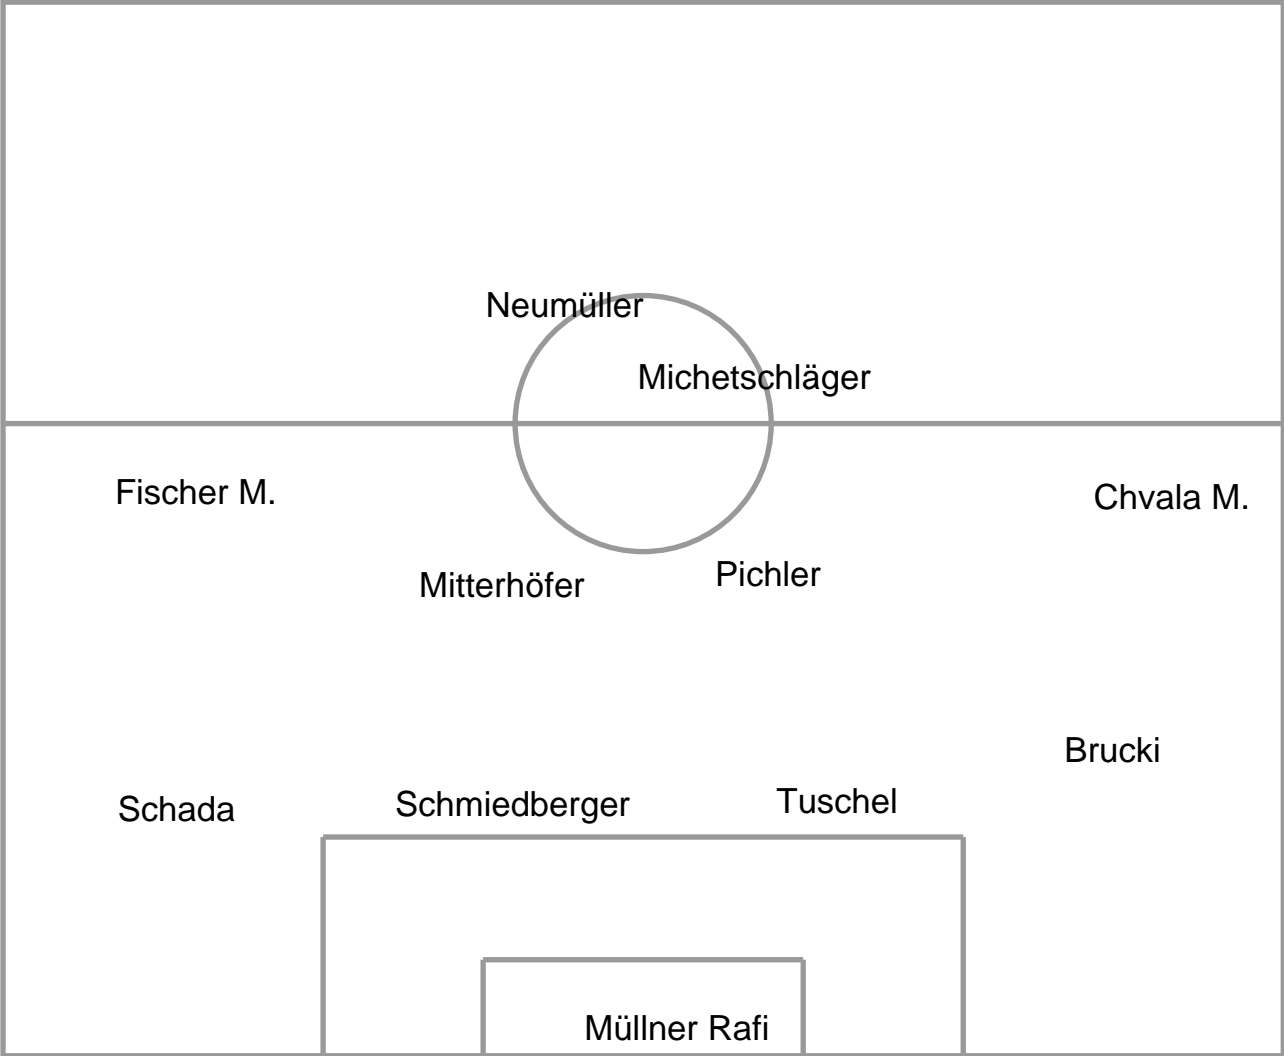 Neumüller
Michetschläger
Fischer M.
Chvala M.
Mitterhöfer
Pichler
Brucki
Schada
Schmiedberger
Tuschel
Müllner Rafi